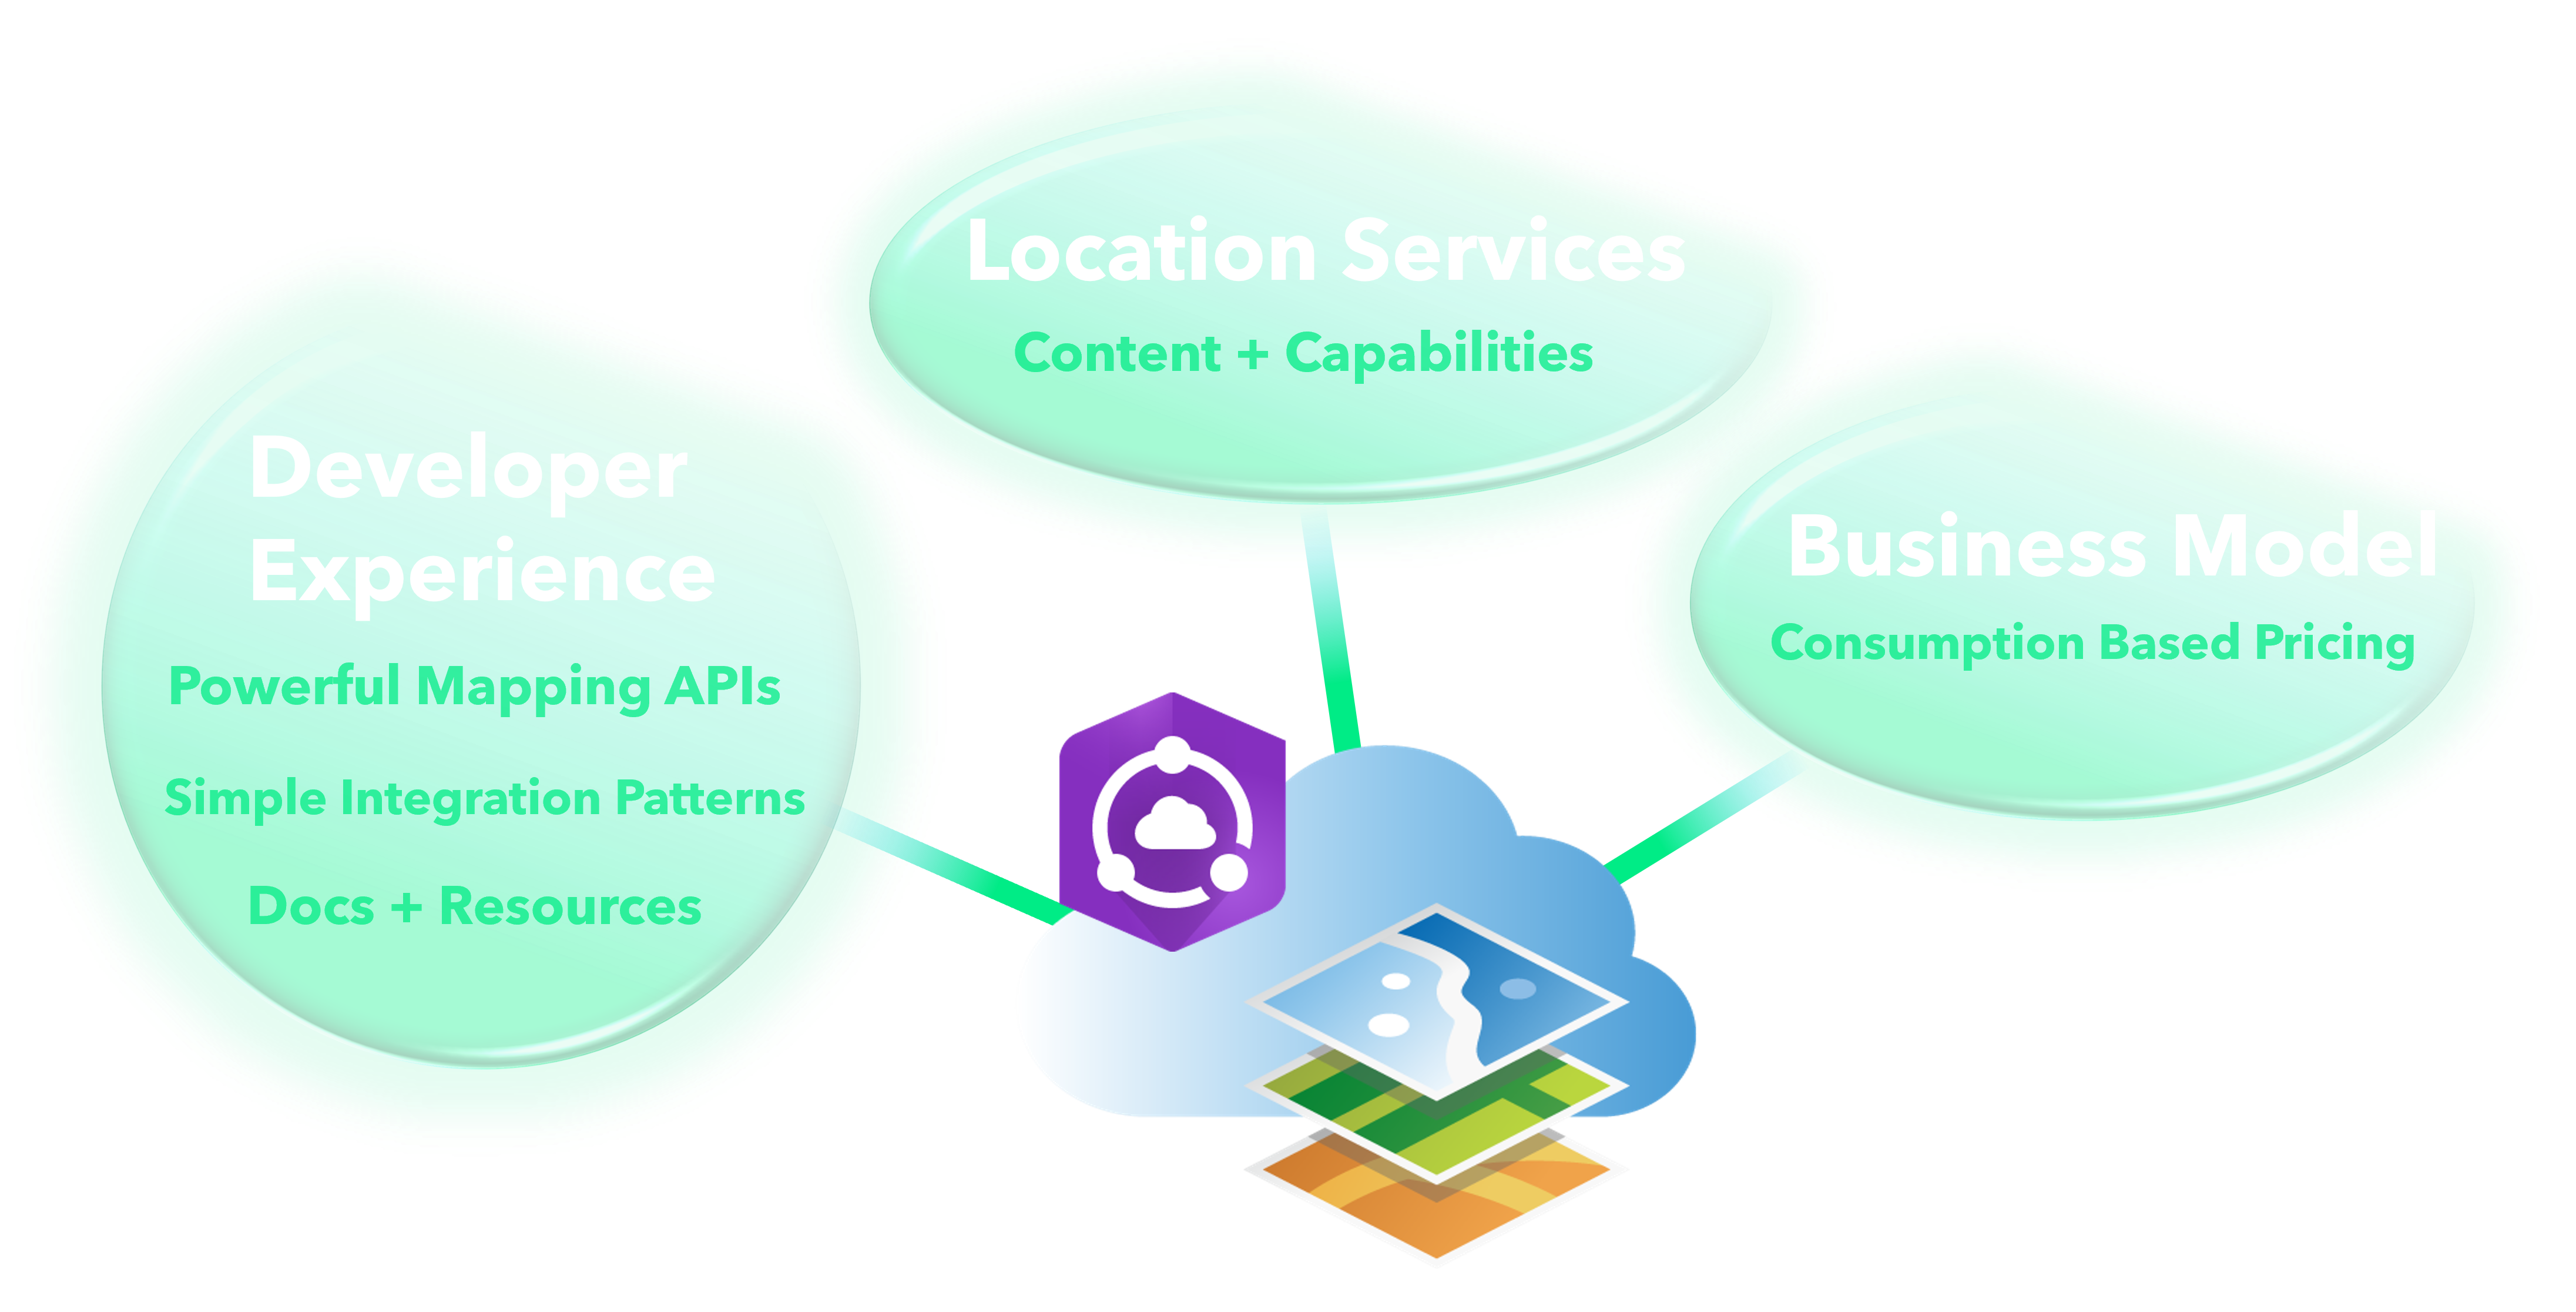 Developer
Experience
Powerful Mapping APIs
Simple Integration Patterns
Docs + Resources
Location Services
Content + Capabilities
Business Model
Consumption Based Pricing